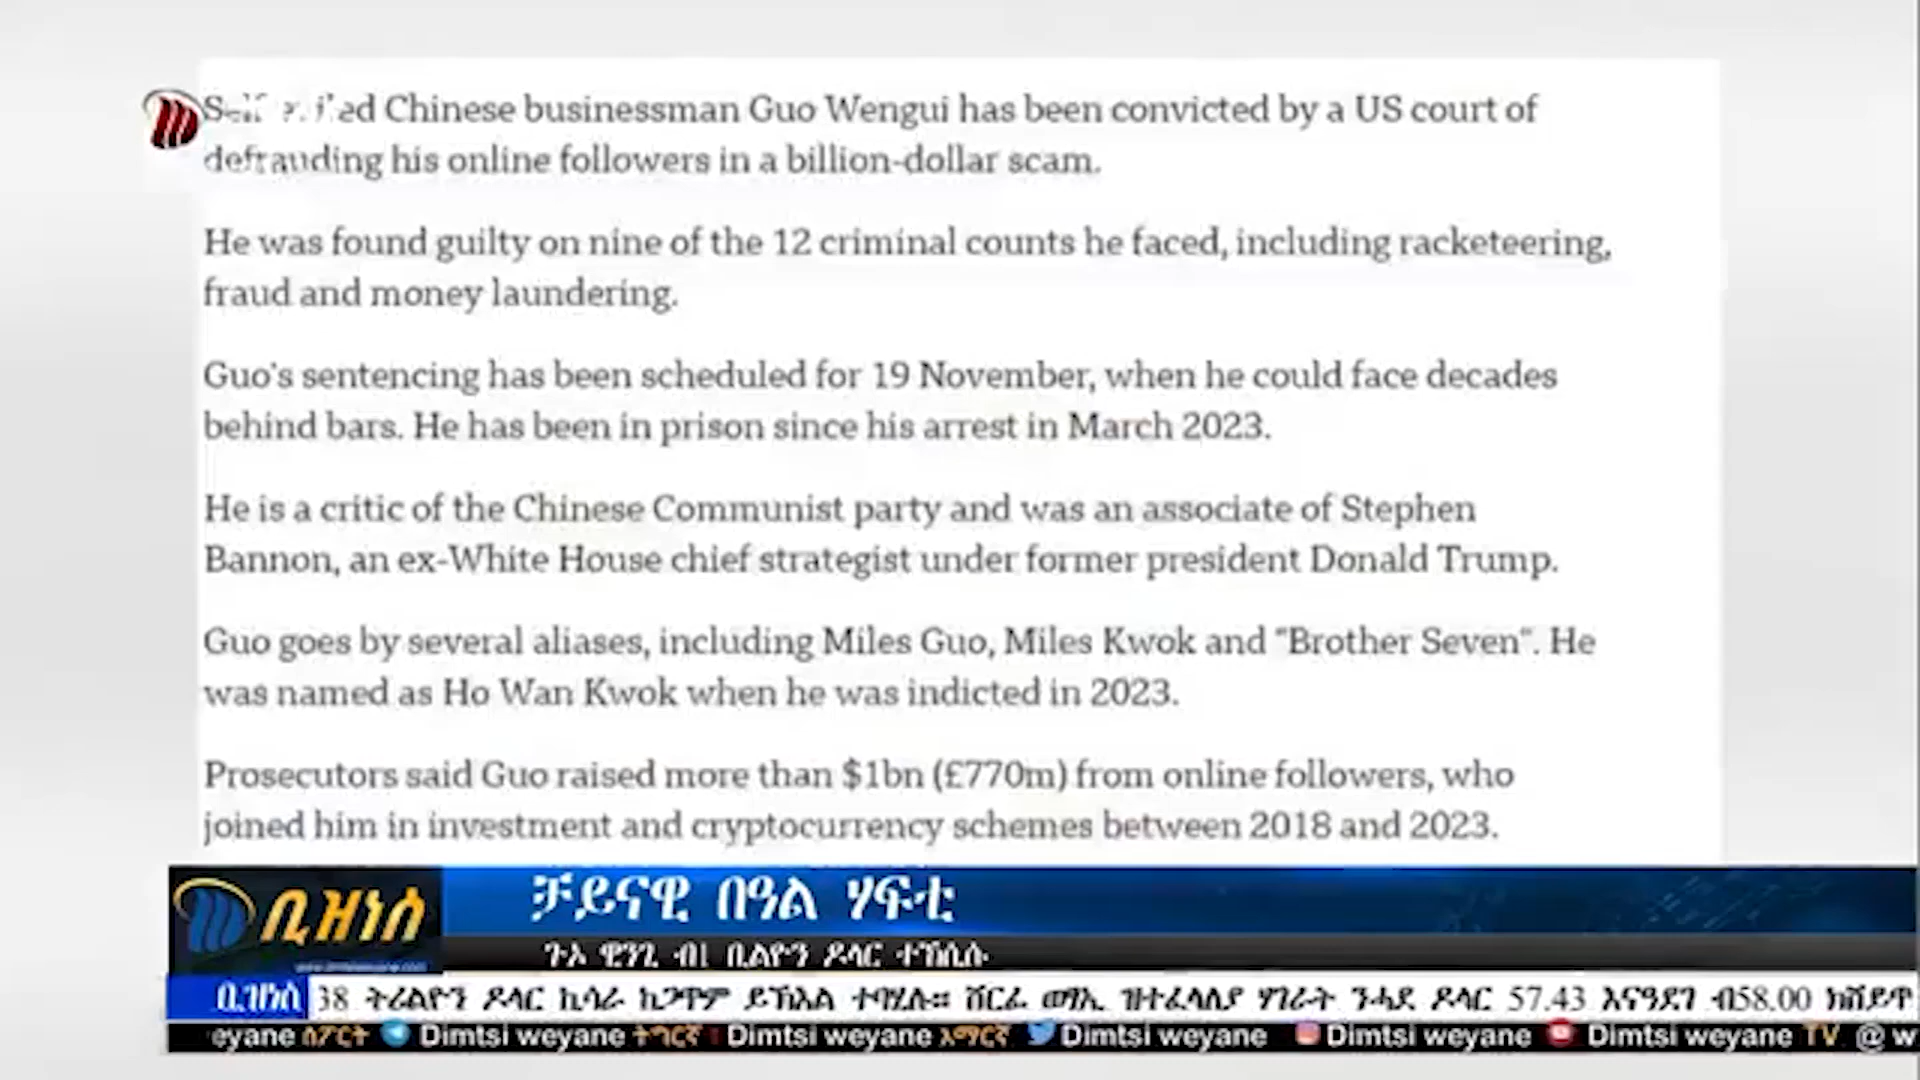 Chinese businessman Guo Wengui has been convicted by a US court of
defrauding his online followers in a billion-dollar scam.
He was found guilty on nine of the 12 criminal counts he faced, including racketeering,
fraud and money laundering.
Guo's sentencing has been scheduled for 19 November, when he could face decades
behind bars. He has been in prison since his arrest in March 2023.
He is a critic of the Chinese Communist party and was an associate of Stephen
Bannon, an ex-White House chief strategist under former president Donald Trump.
Guo goes by several aliases, including Miles Guo, Miles Kwok and "Brother Seven". He
was named as Ho Wan Kwok when he was indicted in 2023.
Prosecutors said Guo raised more than $1bn (£770m) from online followers, who
joined him in investment and cryptocurrency schemes between 2018 and 2023.
ቢዝነስ
ቻይናዊ በዓል ሃፍቲ
ጉኦ ዊንጊ ብ1 ቢልዮን ዶላር ተኸሲሱ
ቢዝነስ 38 ትሪልዮን ዶላር ኪሳራ ኬጋጥም ይኽእል ተባሂሉ። ሸርፊ ወጻኢ ዝተፈላለያ ሃገራት ንሓደ ዶላር 57.43 እናዓደገ ብ58.00
eyane ስፖርት Dimtsi weyane ትግርኛ Dimtsi weyane አማርኛ Dimtsi weyane Dimtsi weyane Dimtsi weyane TV @ w